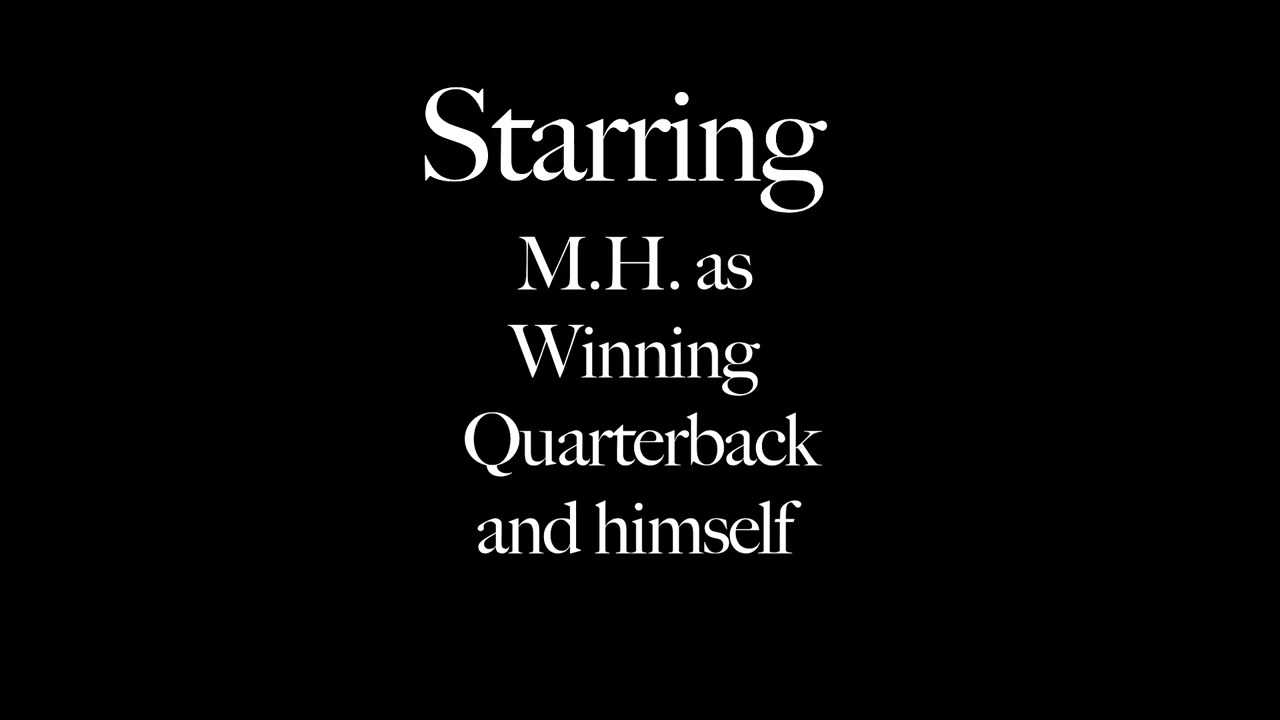 Starring
M.H. as
Winning
Quarterback
and himself